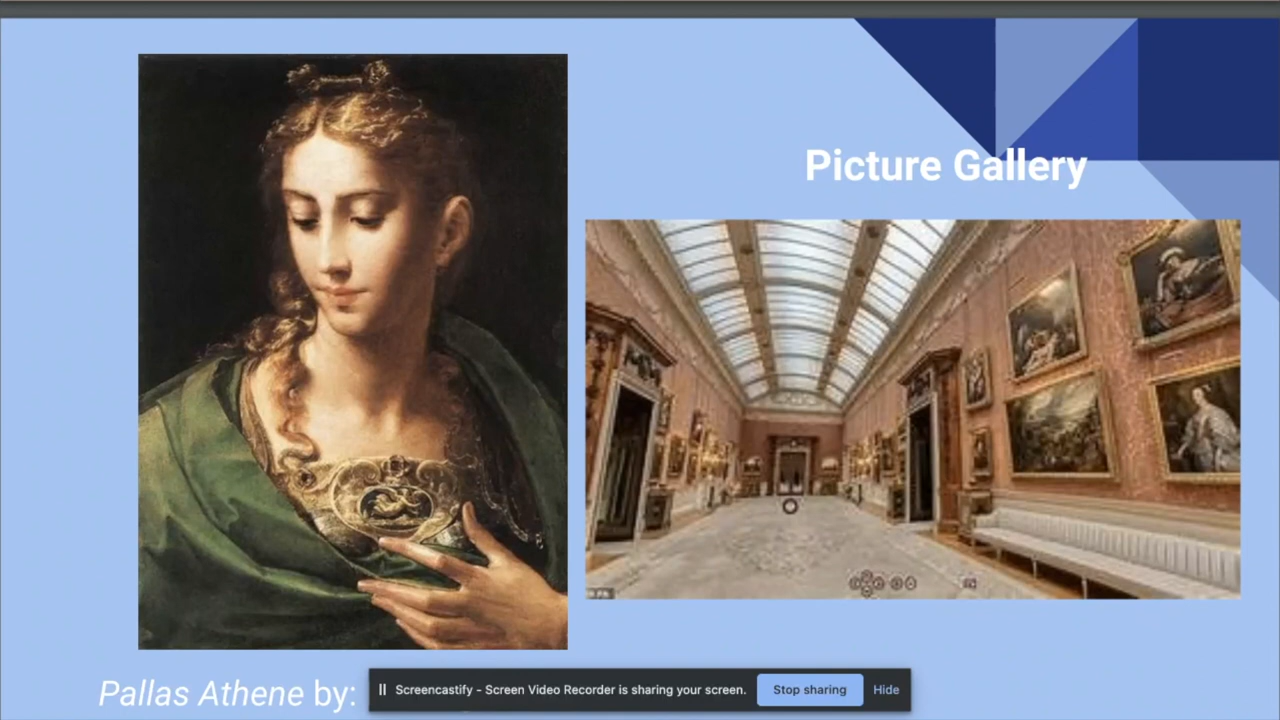 Picture Gallery
Pallas Athene by:
Screencastify - Screen Video Recorder is sharing your screen.
Stop sharing
Hide